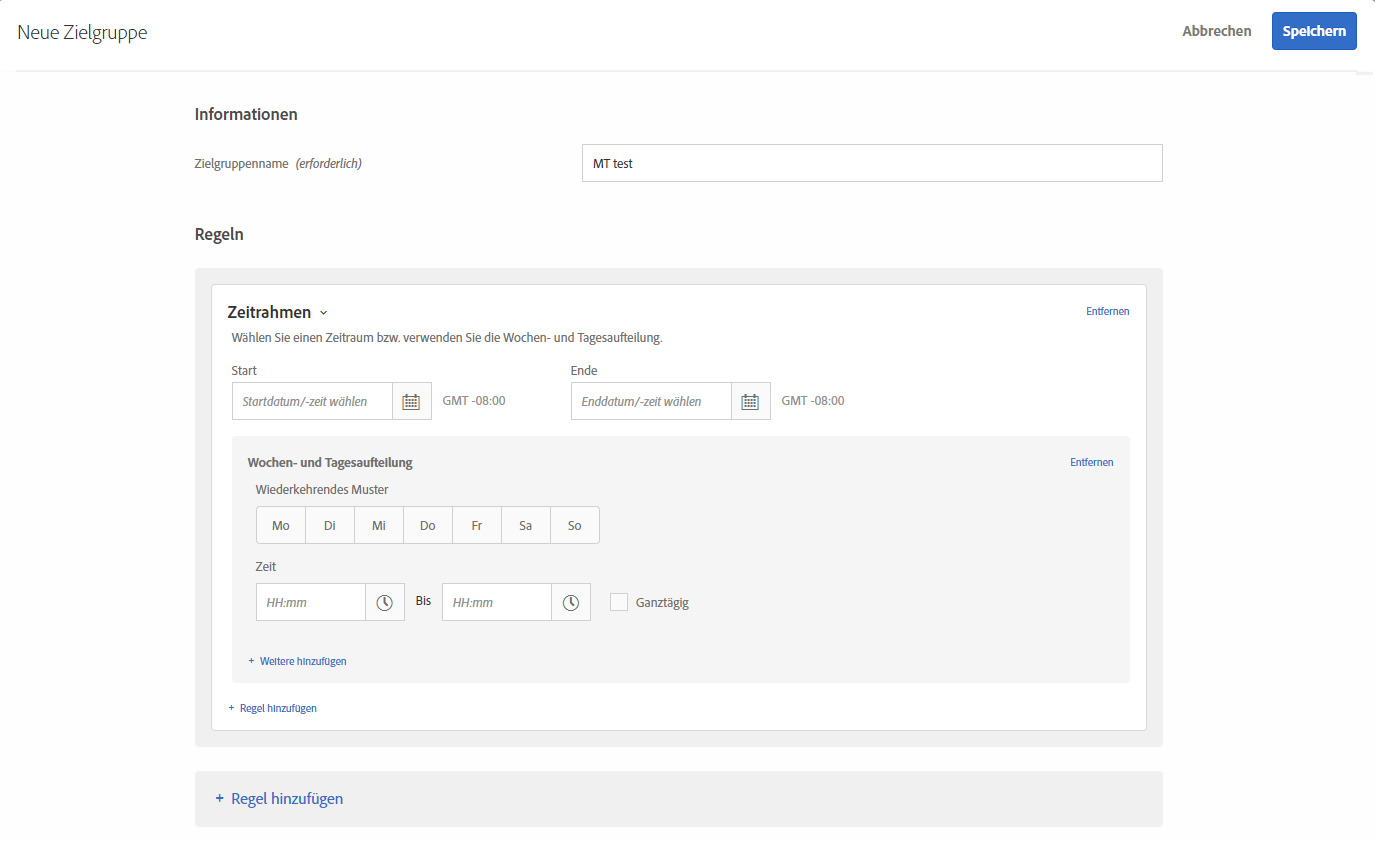 Neue Zielgruppe
Abbrechen
Speichern
Informationen
Zielgruppenname (erforderlich)
MT test
Regeln
Zeitrahmen
Entfernen
Wählen Sie einen Zeitraum bzw. verwenden Sie die Wochen- und Tagesaufteilung.
Start
Ende
Startdatum/-zeit wählen
GMT -08:00
Enddatum/-zeit wählen
GMT -08:00
Wochen- und Tagesaufteilung
Entfernen
Wiederkehrendes Muster
Mo Di Mi Do Fr Sa So
Zeit
HH:mm
Bis
HH:mm
Ganztägig
+ Weitere hinzufügen
+ Regel hinzufügen
+ Regel hinzufügen